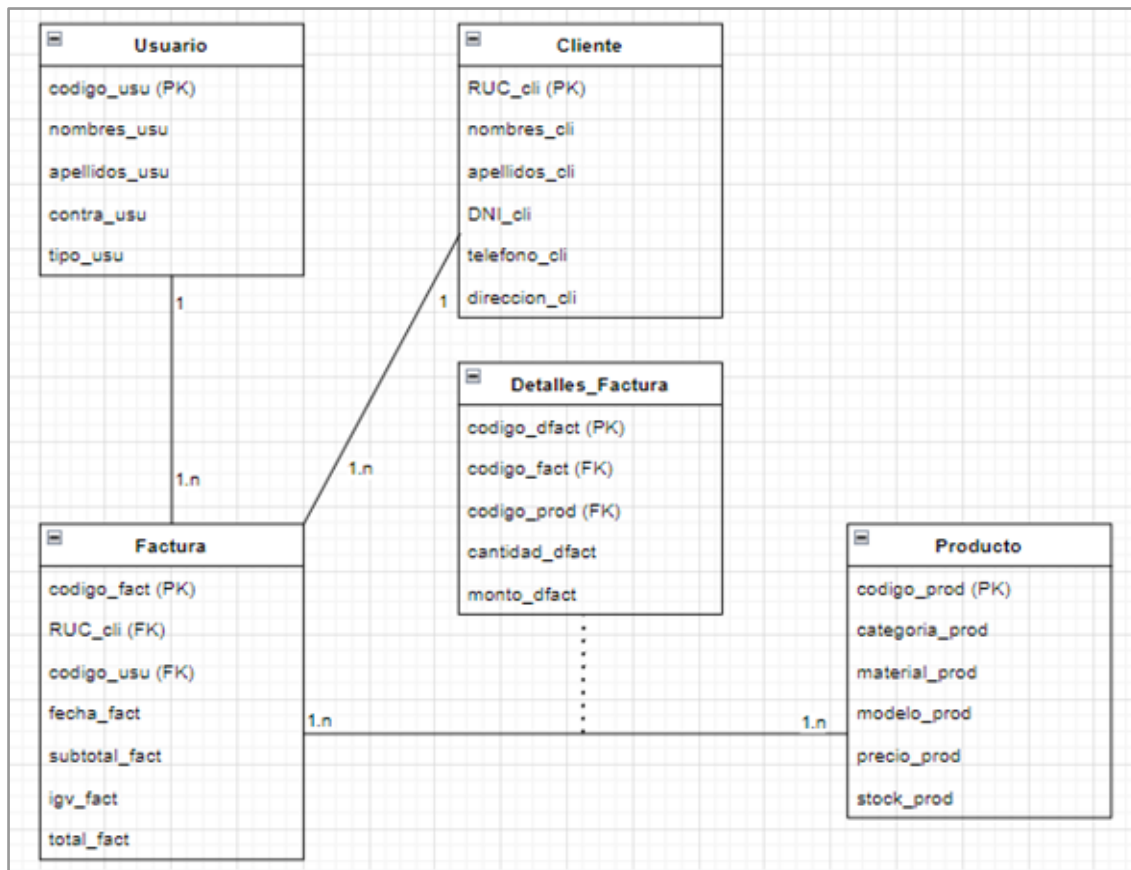 Usuario
codigo_usu (PK)
nombres_usu
apellidos_usu
contra_usu
tipo_usu
Cliente
RUC_cli (PK)
nombres_cli
apellidos_cli
DNI_cli
telefono_cli
direccion_cli
1
1
1.n
1.n
Detalles_Factura
codigo_dfact (PK)
codigo_fact (FK)
codigo_prod (FK)
cantidad_dfact
monto_dfact
Factura
codigo_fact (PK)
RUC_cli (FK)
codigo_usu (FK)
fecha_fact
subtotal_fact
igv_fact
total_fact
1.n
1.n
Producto
codigo_prod (PK)
categoria_prod
material_prod
modelo_prod
precio_prod
stock_prod